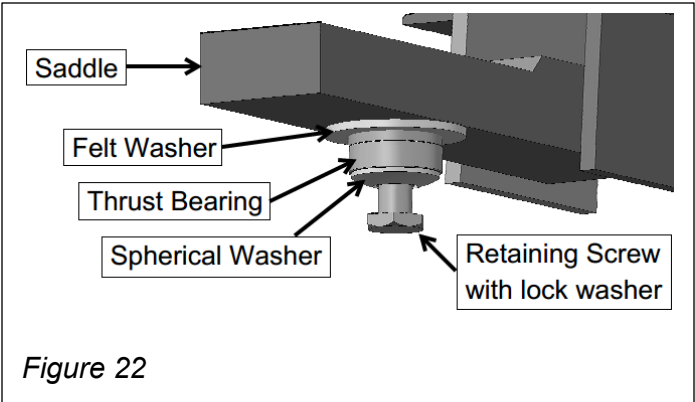 Saddle
Felt Washer
Thrust Bearing
Spherical Washer
Retaining Screw
with lock washer
Figure 22